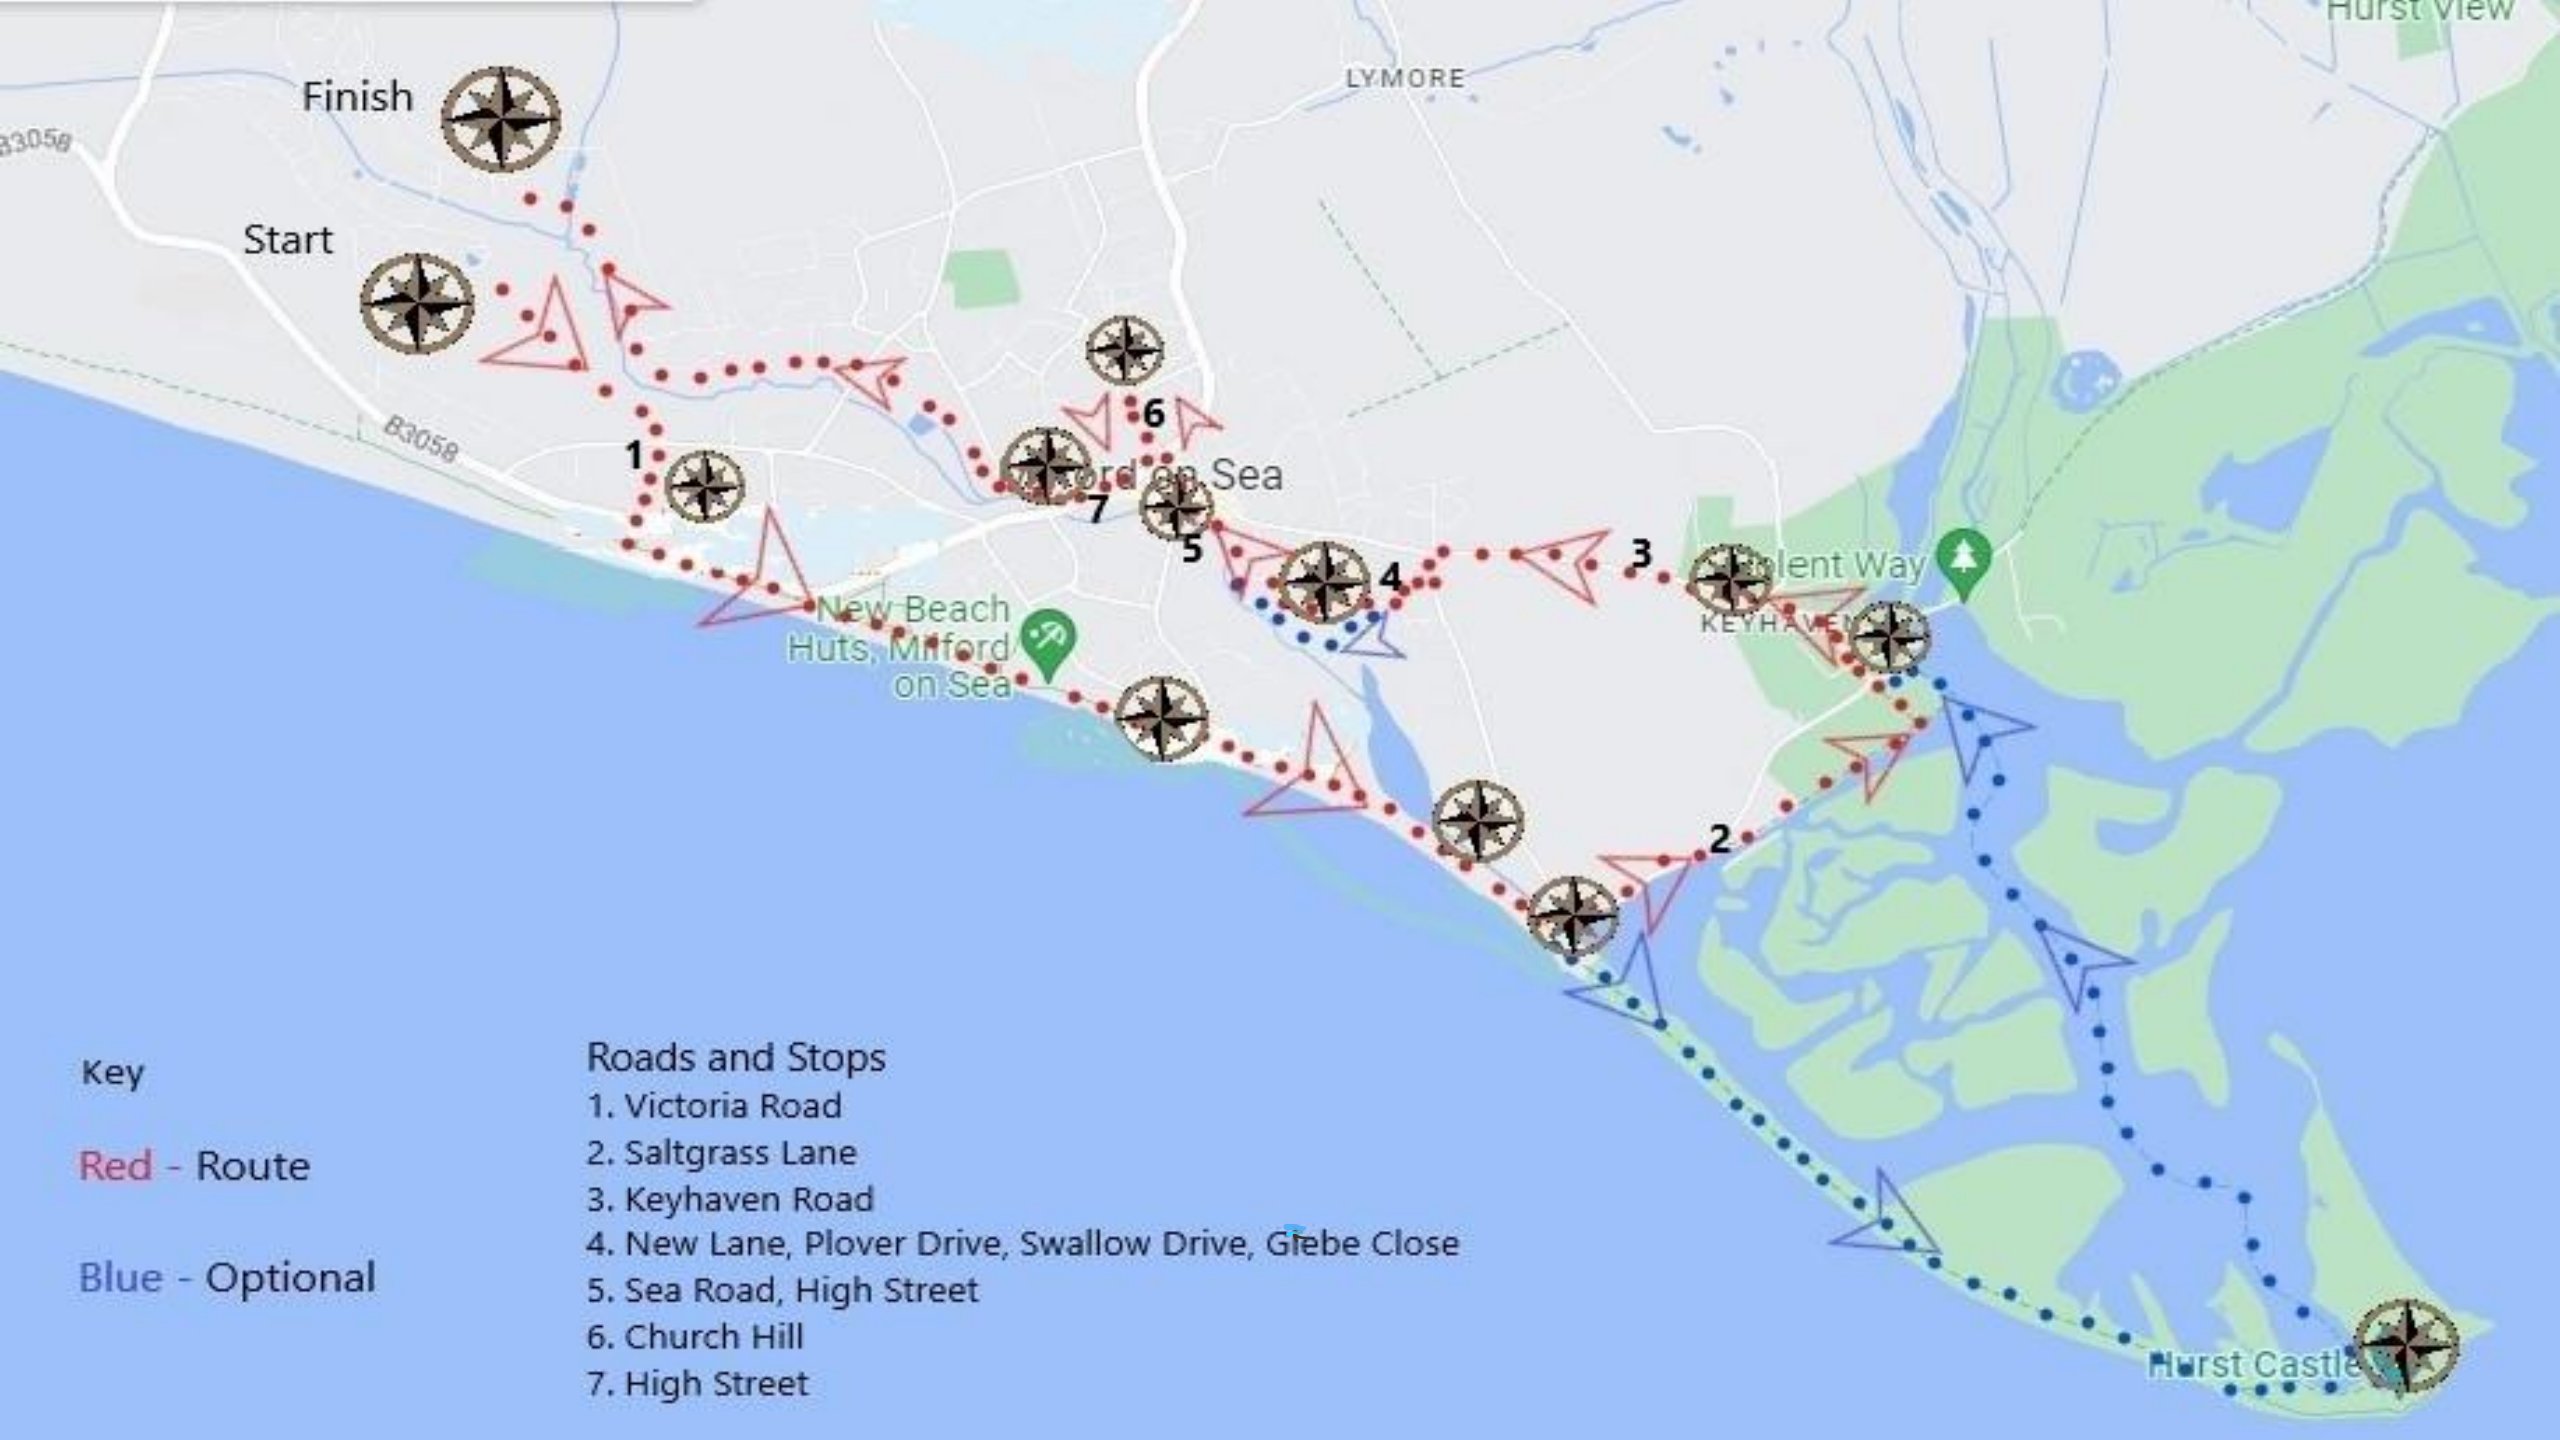 Hurst View
LYMORE
Finish
B3058
Start
6
B3058
1
ord on Sea
7
5
4
3
olent Way
New Beach
Huts, Milford
on Sea
KEYHAVEN
2
Hurst Castle
Key
Red - Route
Blue - Optional
Roads and Stops
1. Victoria Road
2. Saltgrass Lane
3. Keyhaven Road
4. New Lane, Plover Drive, Swallow Drive, Glebe Close
5. Sea Road, High Street
6. Church Hill
7. High Street